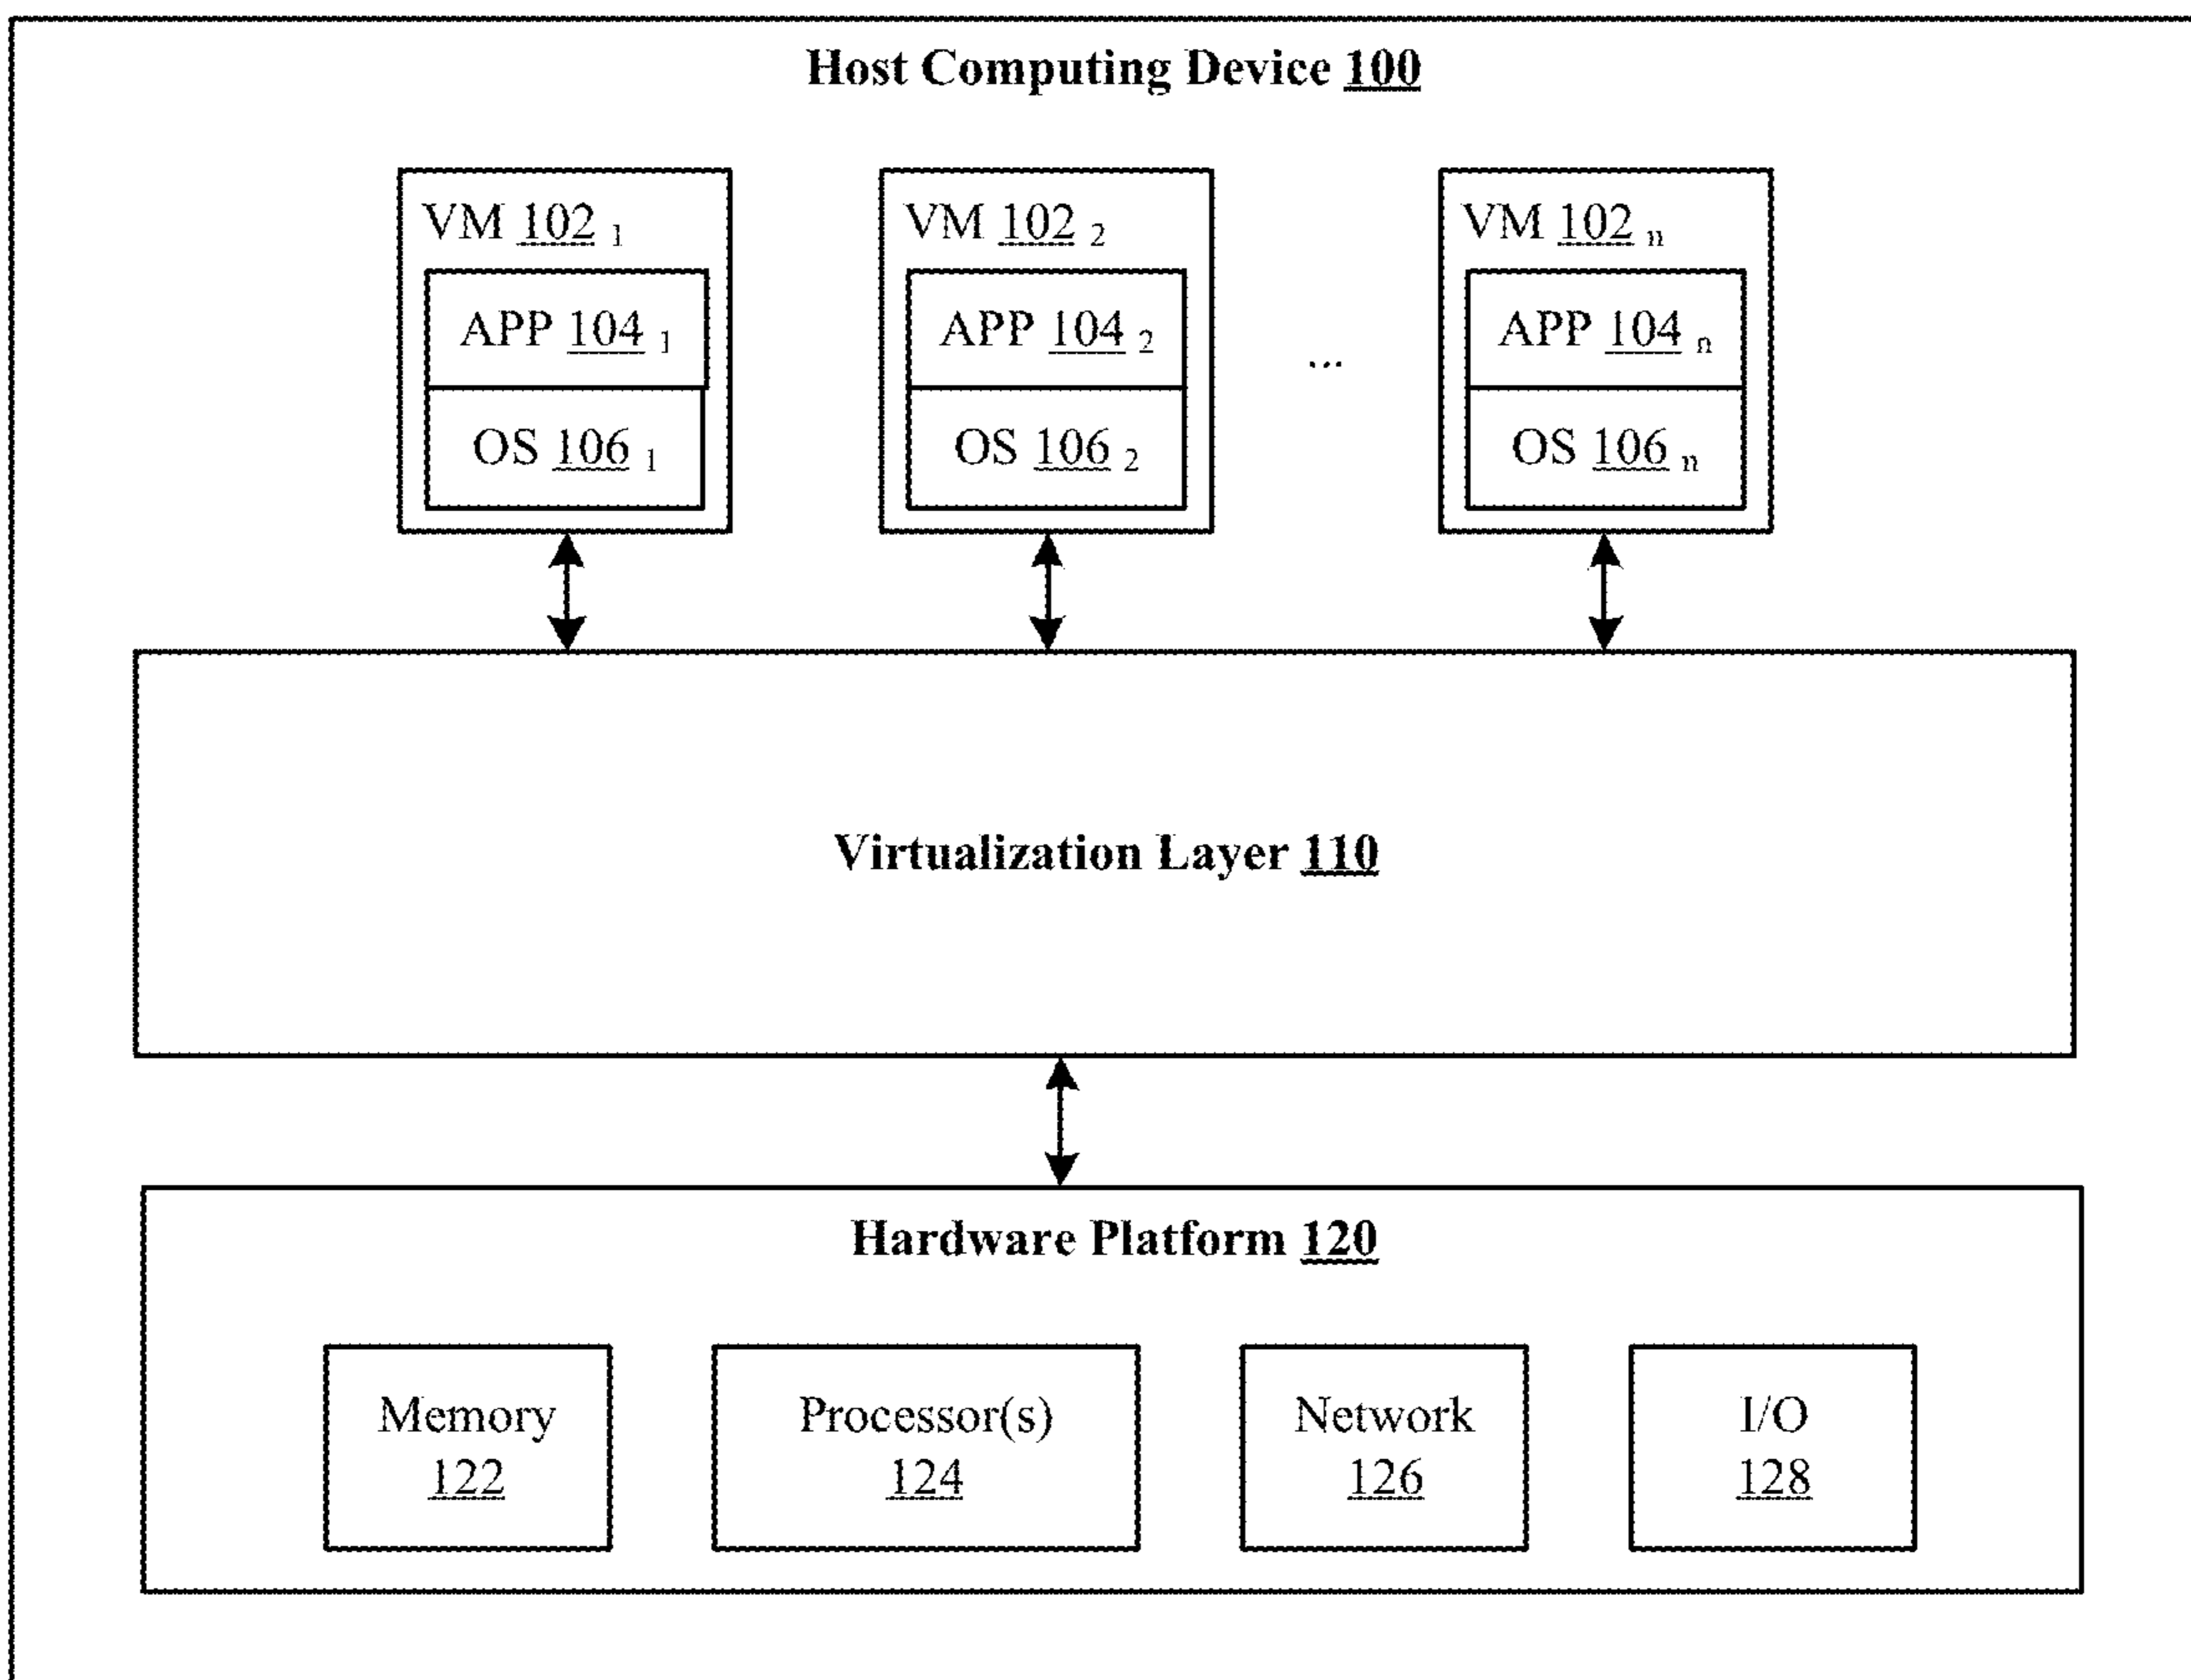 Host Computing Device 100
VM 102 1
VM 102 2
VM 102 n
APP 104 1
APP 104 2
...
APP 104 n
OS 106 1
OS 106 2
OS 106 n
Virtualization Layer 110
Hardware Platform 120
Memory
122
Processor(s)
124
Network
126
I/O
128